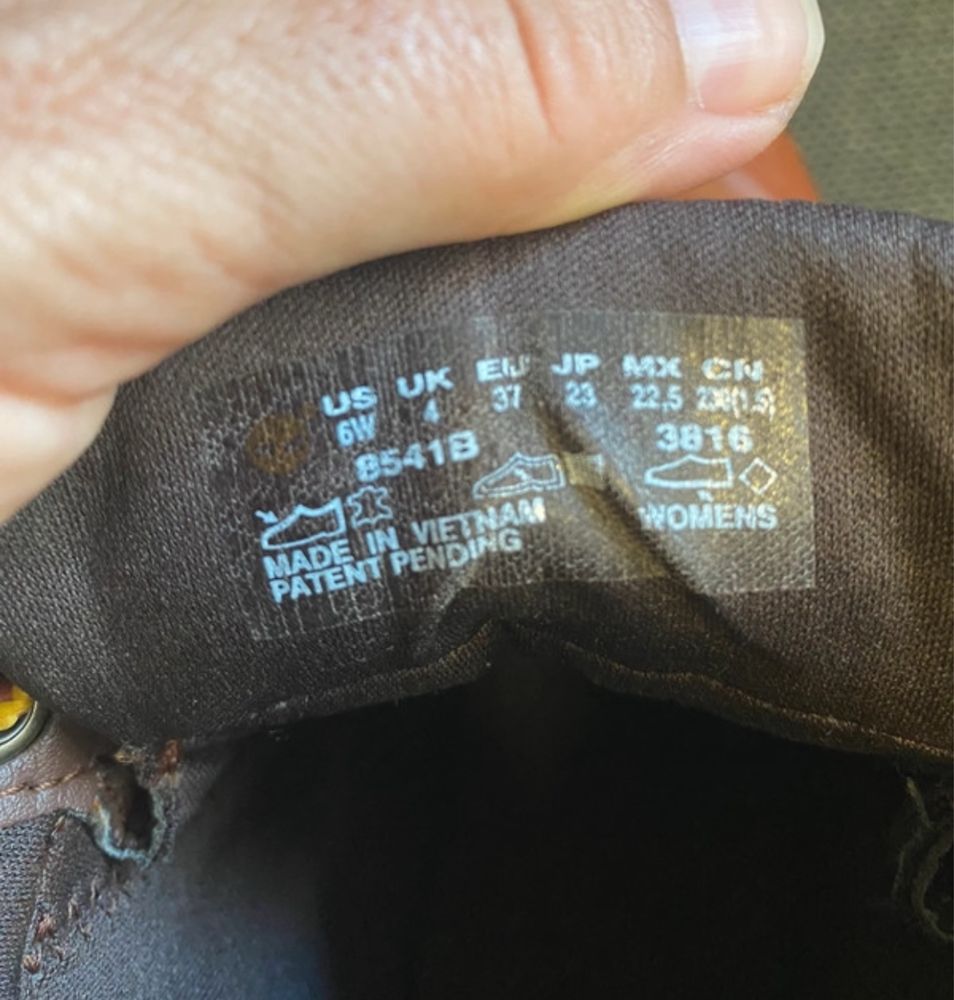 US UK EU JP MX CN
6W 4 37 23 22,5
8541B 3816
WOMENS
MADE IN VIETNAM
PATENT PENDING